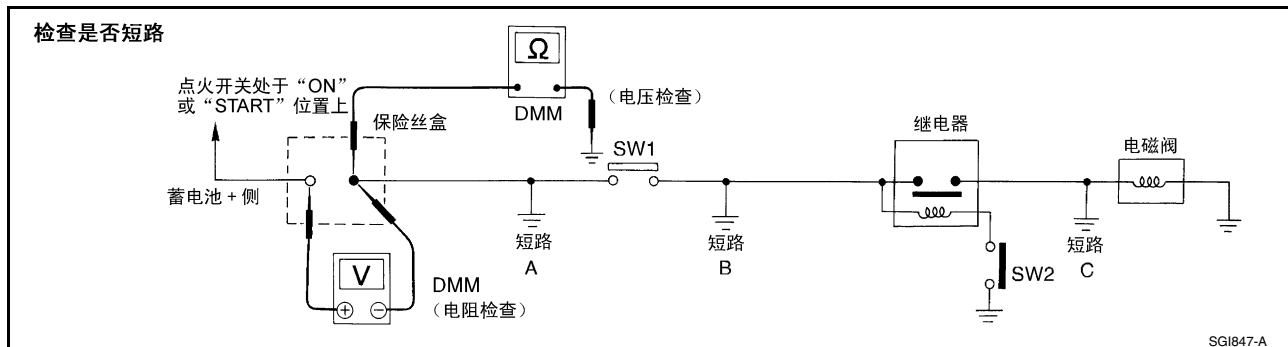 检查是否短路
点火开关处于“ON”
或“START”位置上
保险丝盒
蓄电池 + 侧
Ω
DMM
(电压检查)
V
+ −
DMM
(电阻检查)
短路
A
SW1
短路
B
继电器
SW2
短路
C
电磁阀
SGI847-A